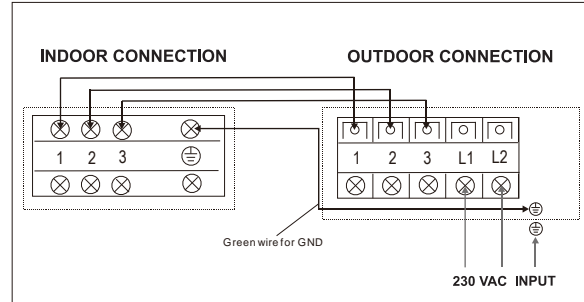 INDOOR CONNECTION
OUTDOOR CONNECTION
1 2 3
1 2 3 L1 L2
Green wire for GND
230 VAC INPUT